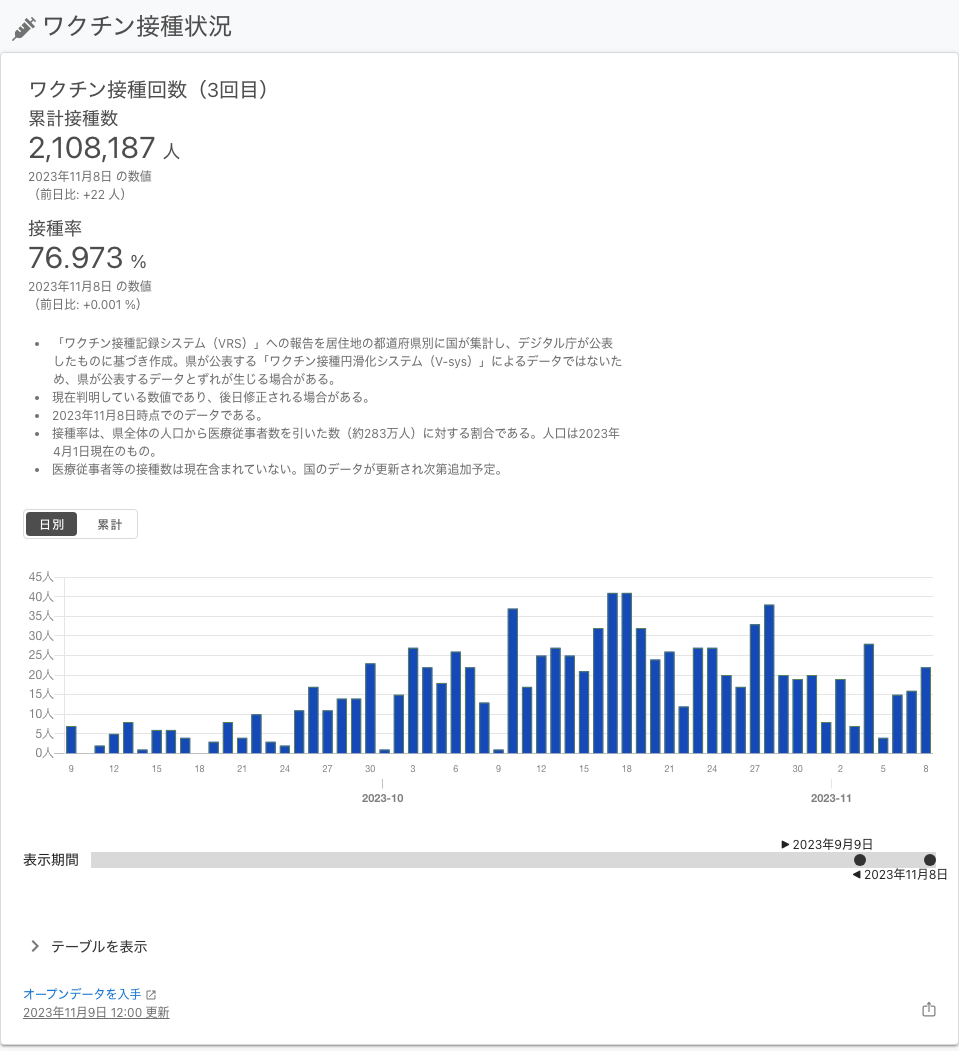 ワクチン接種状況
ワクチン接種回数（3回目）
累計接種数
2,108,187 人
2023年11月8日 の数値
（前日比: +22 人）
接種率
76.973 %
2023年11月8日 の数値
（前日比: +0.001 %）
• 「ワクチン接種記録システム（VRS）」への報告を居住地の都道府県別に国が集計し、デジタル庁が公表
したものに基づき作成。県が公表する「ワクチン接種円滑化システム（V-sys）」によるデータではないた
め、県が公表するデータとずれが生じる場合がある。
• 現在判明している数値であり、後日修正される場合がある。
• 2023年11月8日時点でのデータである。
• 接種率は、県全体の人口から医療従事者数を引いた数（約283万人）に対する割合である。人口は2023年
4月1日現在のもの。
• 医療従事者等の接種数は現在含まれていない。国のデータが更新され次第追加予定。
日別 累計
45人
40人
35人
30人
25人
20人
15人
10人
5人
0人
9 12 15 18 21 24 27 30 3 6 9 12 15 18 21 24 27 30 2 5 8
2023-10 2023-11
▶ 2023年9月9日
表示期間
◀ 2023年11月8日
テーブルを表示
オープンデータを入手
2023年11月9日 12:00 更新